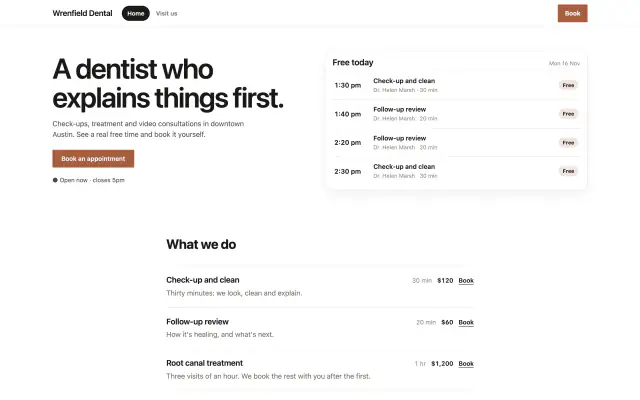 Wrenfield Dental
Home
Visit us
Book
A dentist who
explains things first.
Check-ups, treatment and video consultations in downtown
Austin. See a real free time and book it yourself.
Book an appointment
Open now · closes 5pm
Free today
Mon 16 Nov
1:30 pm
Check-up and clean
Dr. Helen Marsh · 30 min
Free
1:40 pm
Follow-up review
Dr. Helen Marsh · 20 min
Free
2:20 pm
Follow-up review
Dr. Helen Marsh · 20 min
Free
2:30 pm
Check-up and clean
Dr. Helen Marsh · 30 min
Free
What we do
Check-up and clean
30 min $120 Book
Thirty minutes: we look, clean and explain.
Follow-up review
20 min $60 Book
How it's healing, and what's next.
Root canal treatment
1 hr $1,200 Book
Three visits of an hour. We book the rest with you after the first.